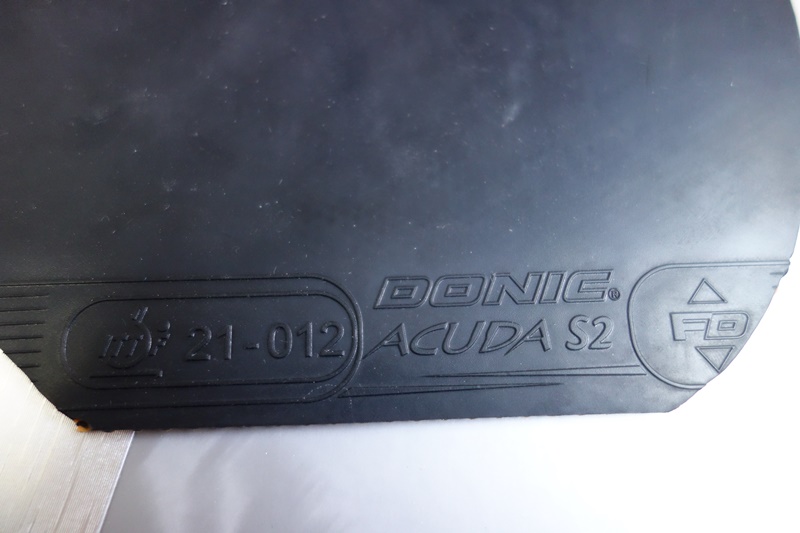 ITTF 21-012
DONIC®
ACUDA S2
FD